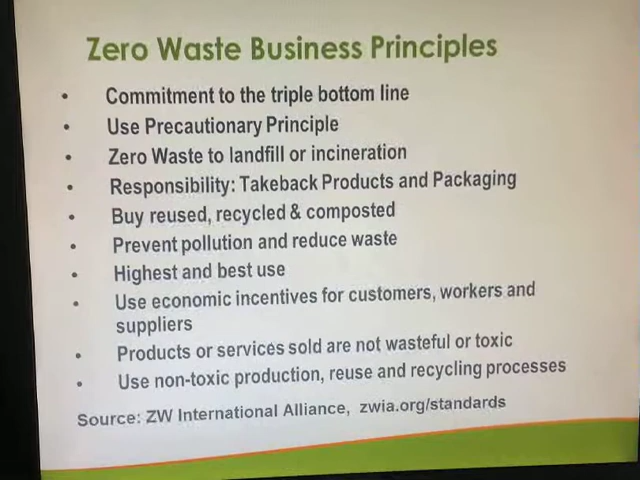 Zero Waste Business Principles
• Commitment to the triple bottom line
• Use Precautionary Principle
• Zero Waste to landfill or incineration
• Responsibility: Takeback Products and Packaging
• Buy reused, recycled & composted
• Prevent pollution and reduce waste
• Highest and best use
• Use economic incentives for customers, workers and
suppliers
• Products or services sold are not wasteful or toxic
• Use non-toxic production, reuse and recycling processes
Source: ZW International Alliance, zwia.org/standards